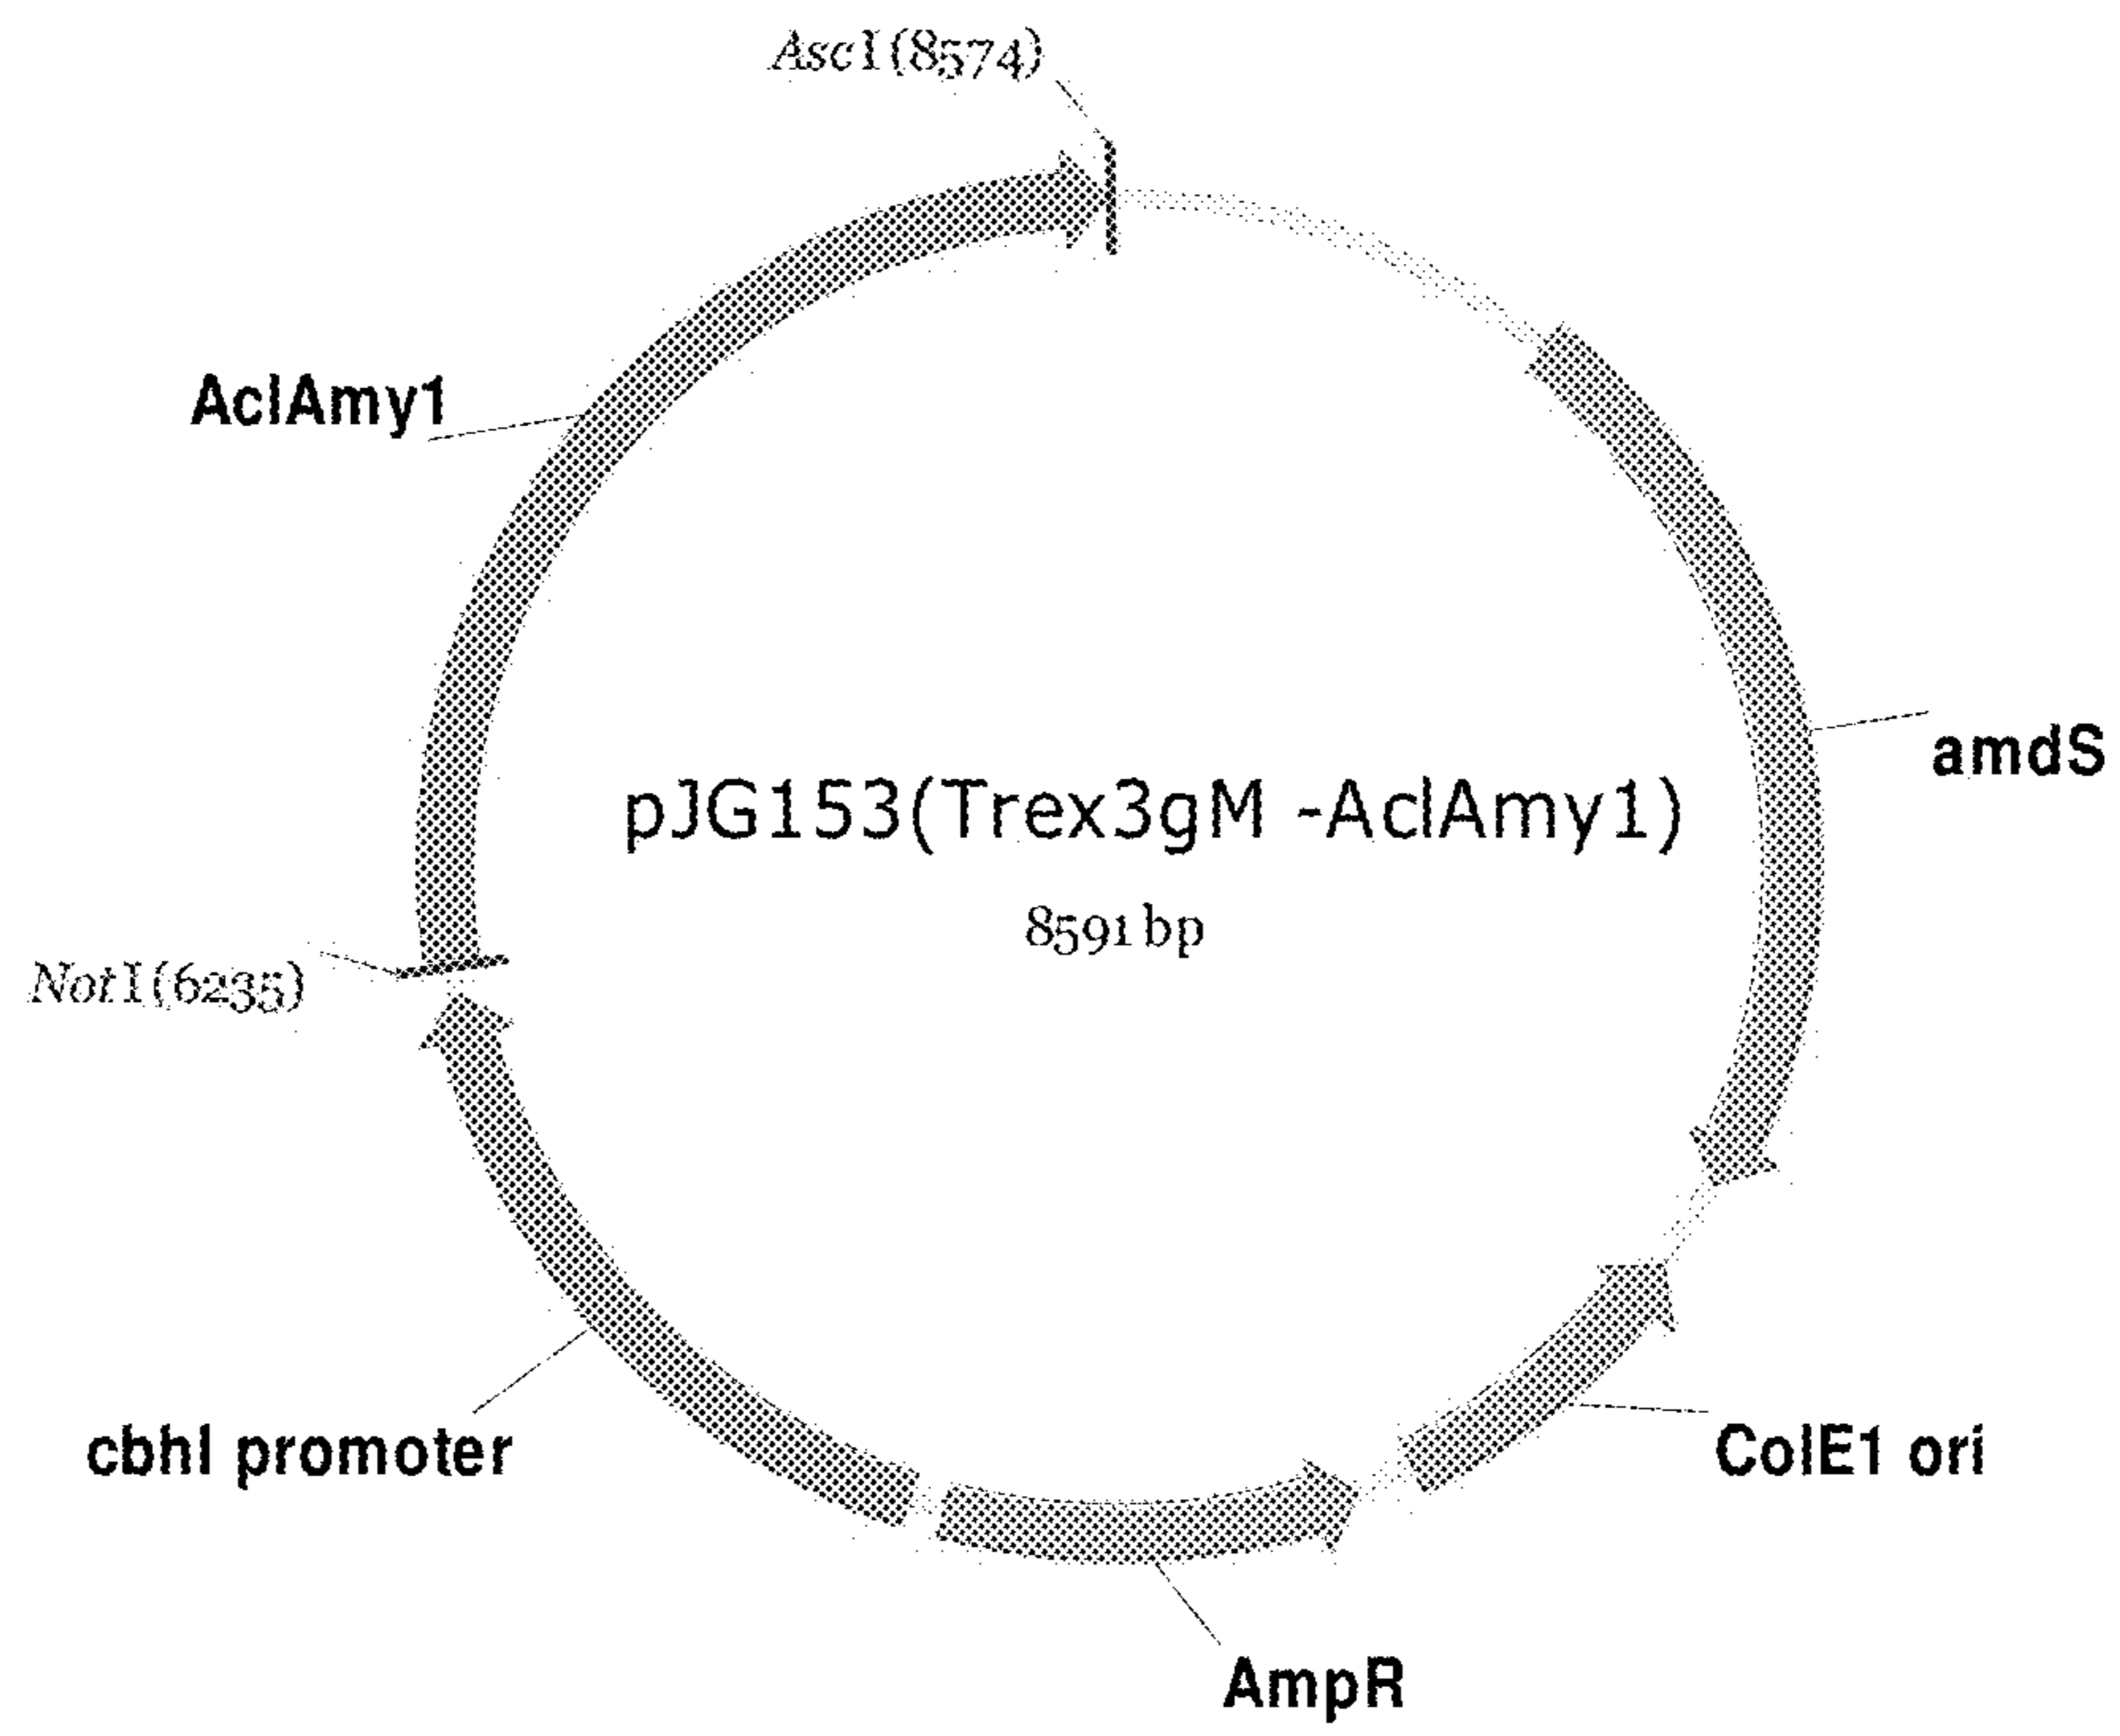 AscI(8574)
AclAmy1
amdS
pJG153(Trex3gM -AclAmy1)
8591 bp
NotI(6235)
cbhI promoter
ColE1 ori
AmpR